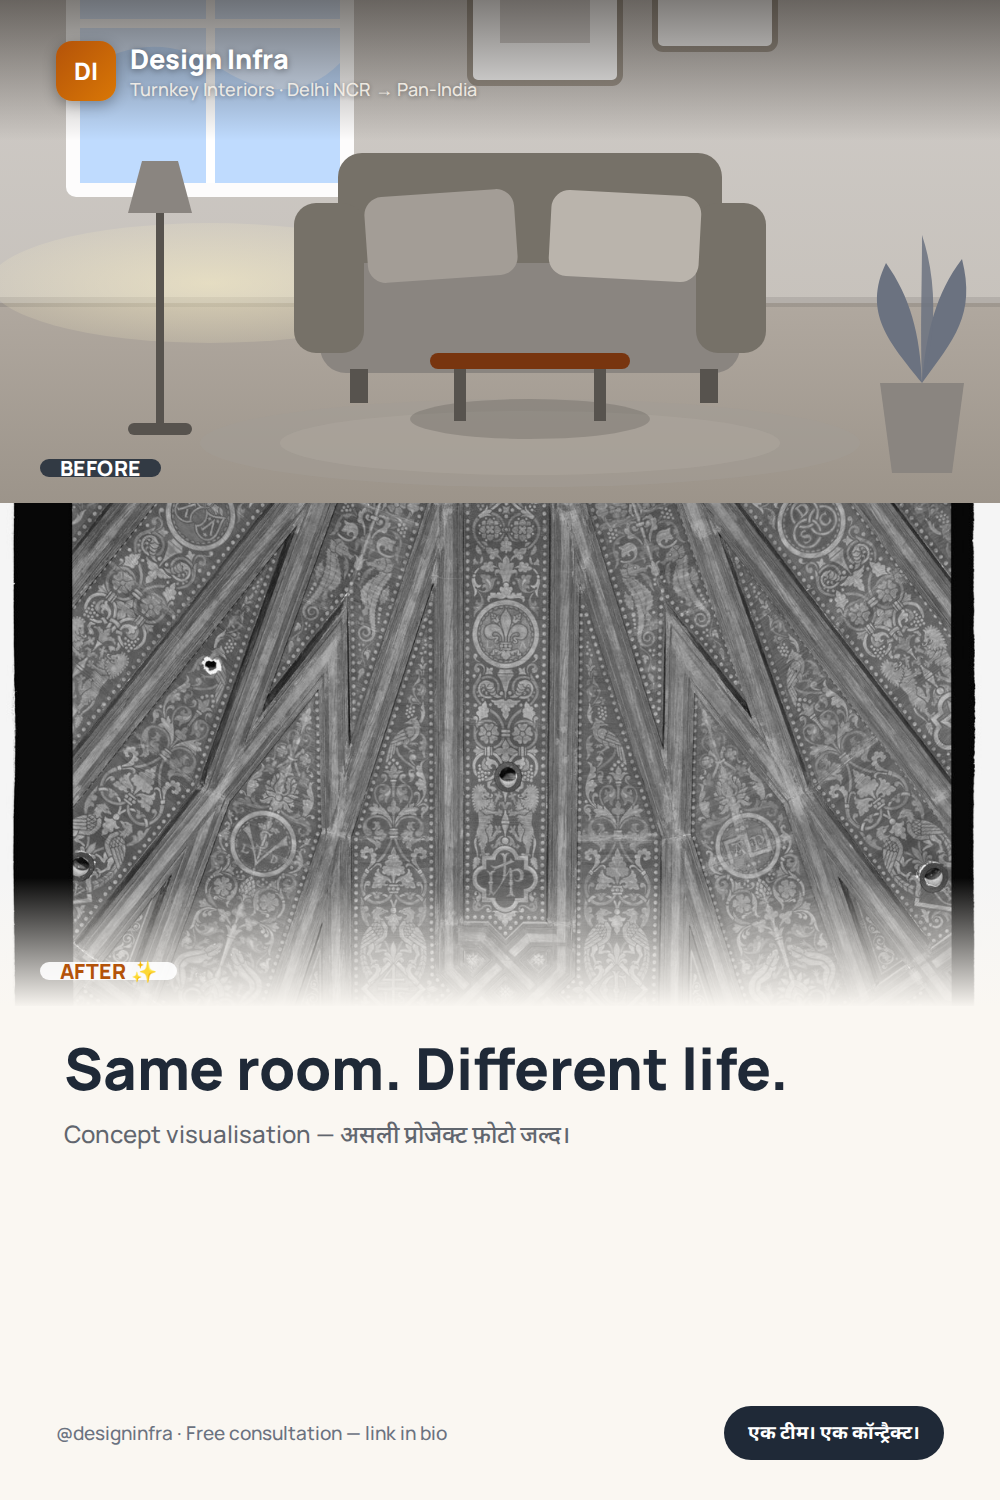 DI
Design Infra
Turnkey Interiors · Delhi NCR → Pan-India
BEFORE
AFTER ✨
Same room. Different life.
Concept visualisation — असली प्रोजेक्ट फ़ोटो जल्द।
@designinfra · Free consultation — link in bio
एक टीम। एक कॉन्ट्रैक्ट।